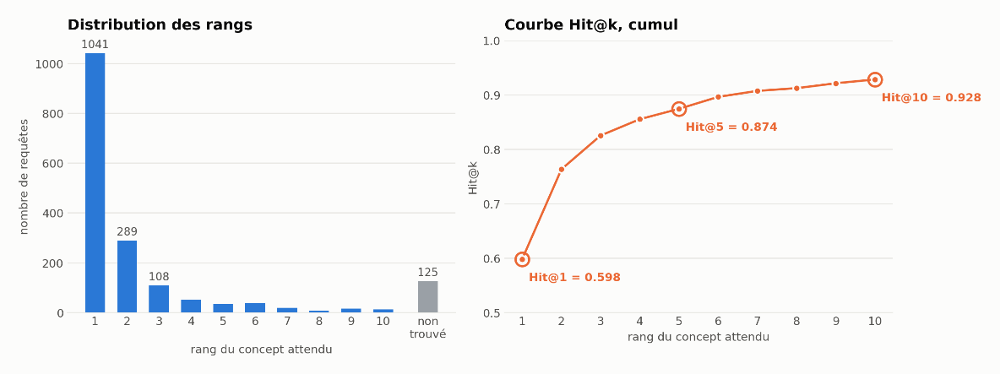 Distribution des rangs
1041
1000
800
600
400
200
0
nombre de requêtes
289
108
125
1 2 3 4 5 6 7 8 9 10 non
trouvé
rang du concept attendu
Courbe Hit@k, cumul
1.0
0.9
0.8
0.7
0.6
0.5
Hit@k
Hit@10 = 0.928
Hit@5 = 0.874
Hit@1 = 0.598
1 2 3 4 5 6 7 8 9 10
rang du concept attendu